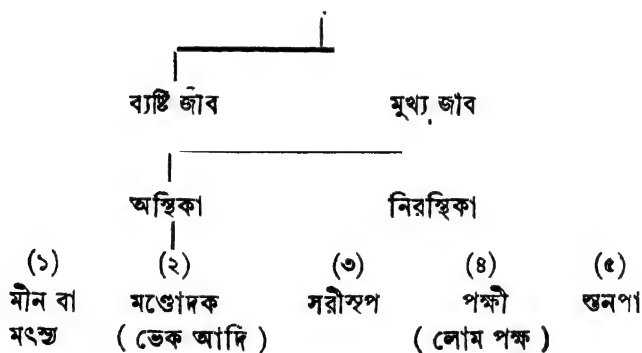 ব্যষ্টি জীব মুখ্য জীব
অস্থিকা নিরস্থিকা
(১) (২) (৩) (৪) (৫)
মীন বা মণ্ডোদক সরীসৃপ পক্ষী স্তনপা
মৎস্য ( ভেক আদি ) ( লোম পক্ষ )